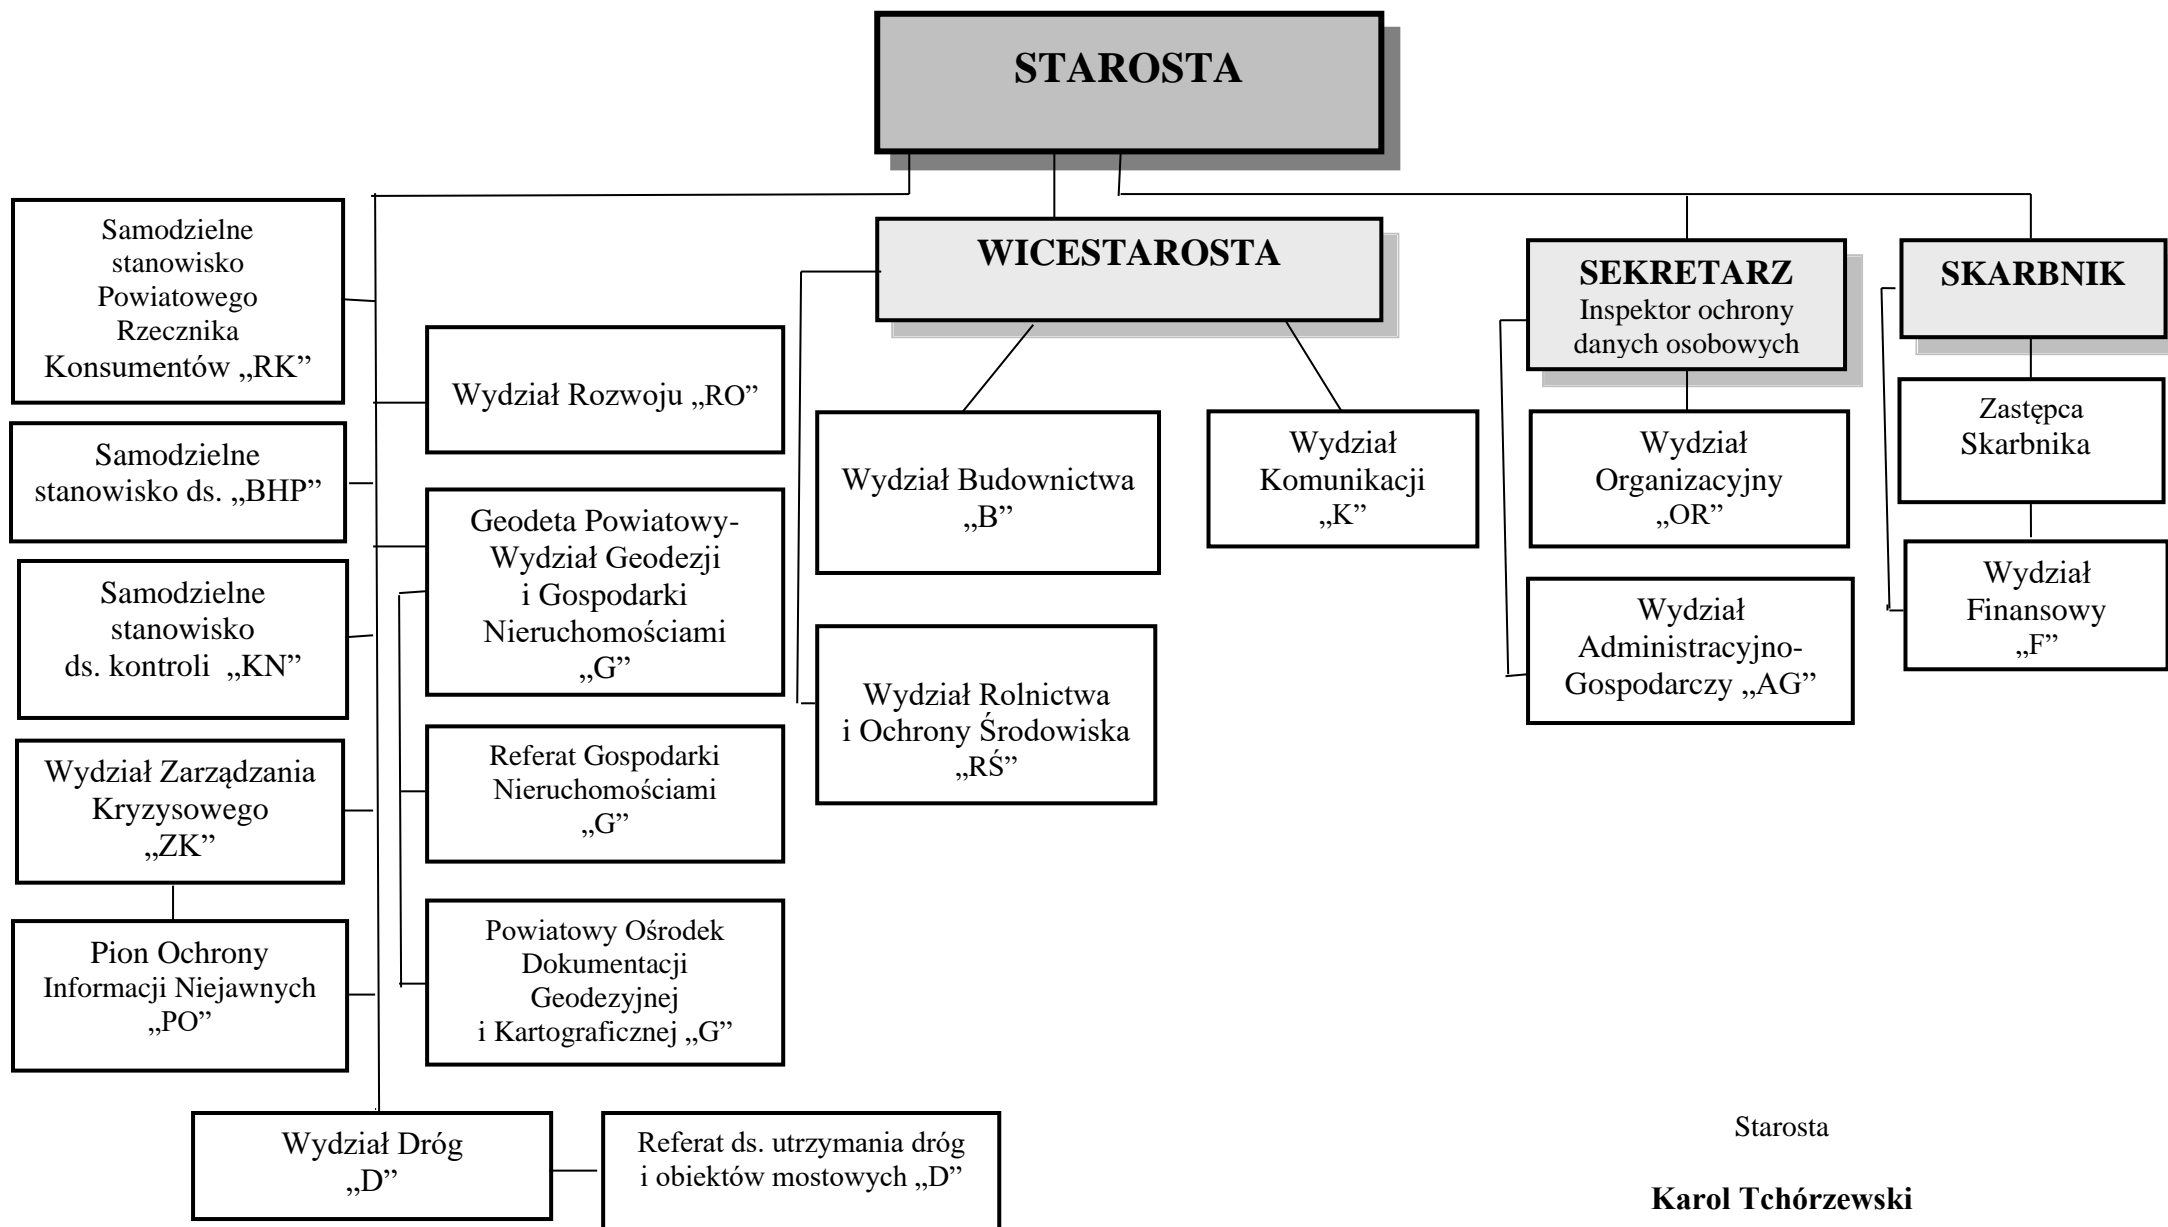 STAROSTA
WICESTAROSTA
SEKRETARZ
Inspektor ochrony
danych osobowych
SKARBNIK
Samodzielne
stanowisko
Powiatowego
Rzecznika
Konsumentów „RK”
Samodzielne
stanowisko ds. „BHP”
Samodzielne
stanowisko
ds. kontroli „KN”
Wydział Zarządzania
Kryzysowego
„ZK”
Pion Ochrony
Informacji Niejawnych
„PO”
Wydział Rozwoju „RO”
Geodeta Powiatowy-
Wydział Geodezji
i Gospodarki
Nieruchomościami
„G”
Referat Gospodarki
Nieruchomościami
„G”
Powiatowy Ośrodek
Dokumentacji
Geodezyjnej
i Kartograficznej „G”
Wydział Budownictwa
„B”
Wydział
Komunikacji
„K”
Wydział Rolnictwa
i Ochrony Środowiska
„RŚ”
Wydział
Organizacyjny
„OR”
Wydział
Administracyjno-
Gospodarczy „AG”
Zastępca
Skarbnika
Wydział
Finansowy
„F”
Wydział Dróg
„D”
Referat ds. utrzymania dróg
i obiektów mostowych „D”
Starosta
Karol Tchórzewski